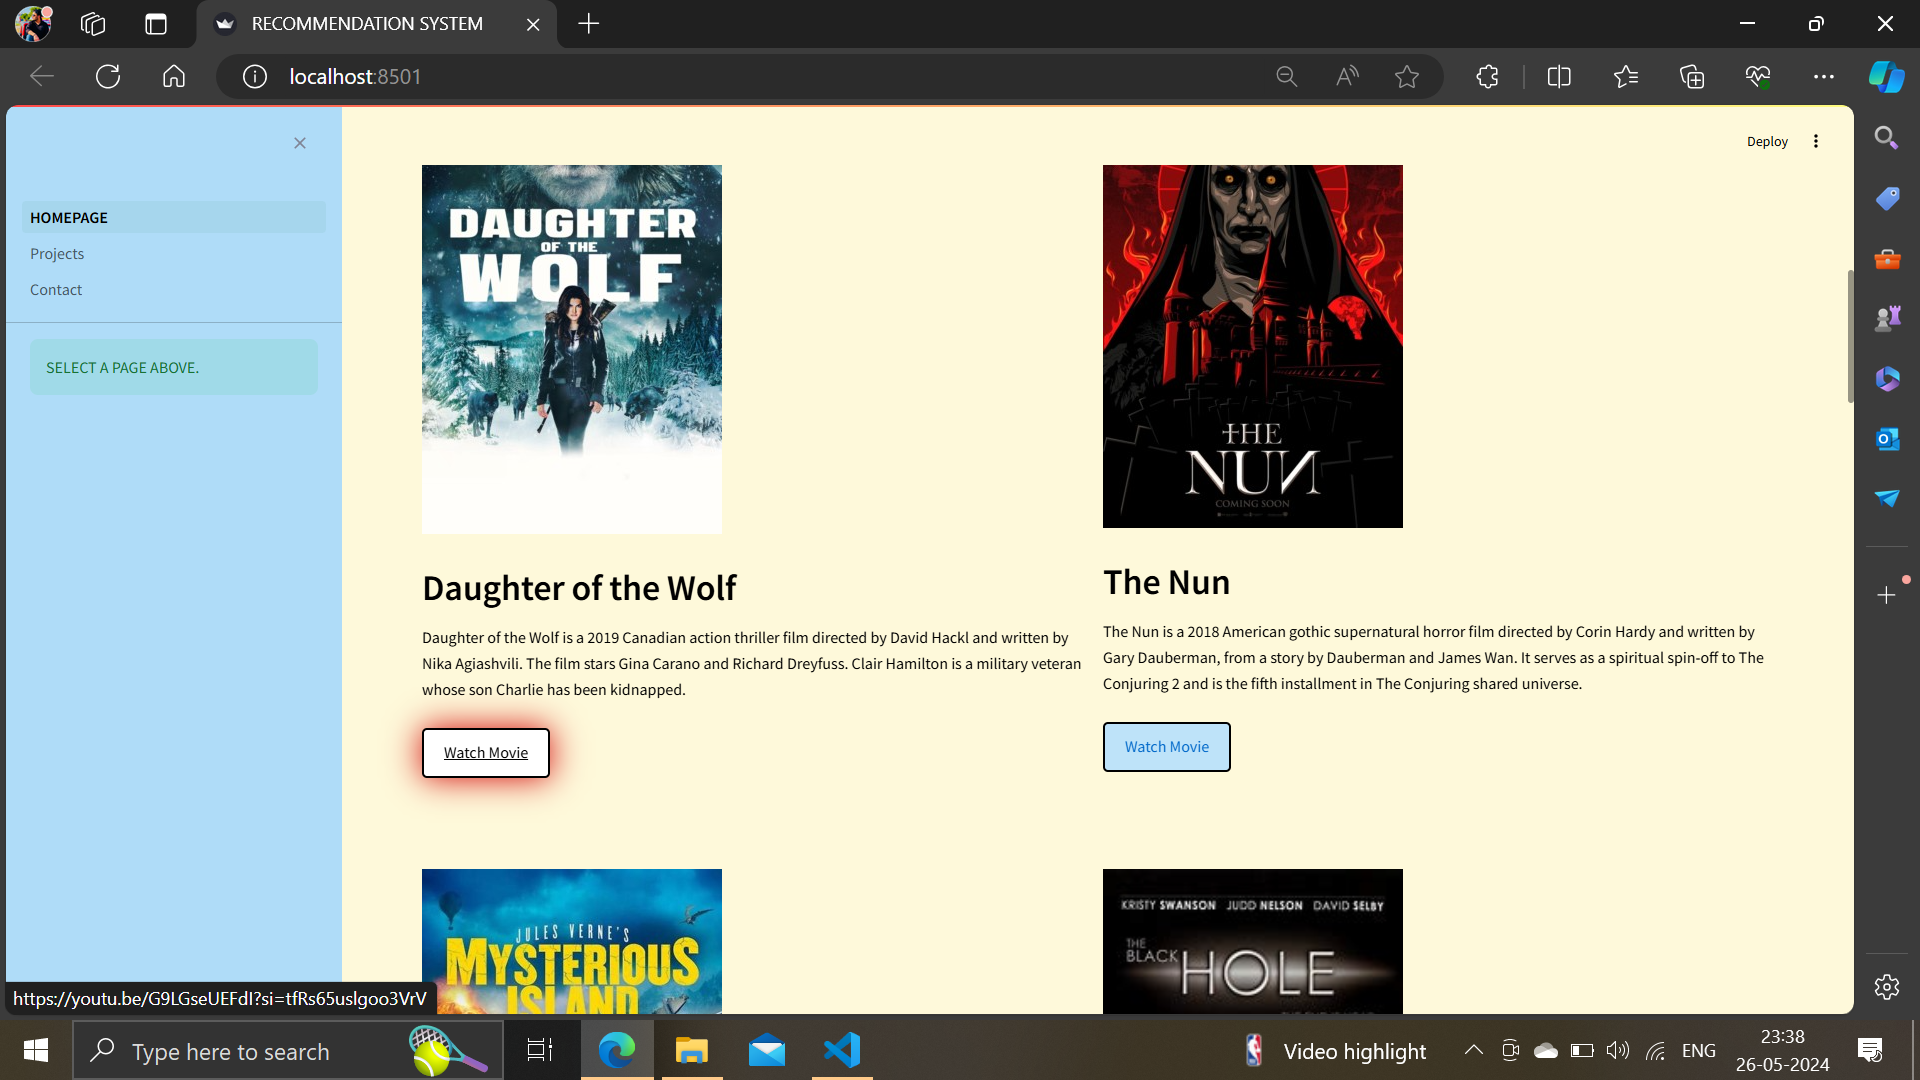 RECOMMENDATION SYSTEM
localhost:8501
Deploy
HOMEPAGE
Projects
Contact
SELECT A PAGE ABOVE.
DAUGHTER
OF THE
WOLF
THE
NUN
COMING SOON
Daughter of the Wolf
Daughter of the Wolf is a 2019 Canadian action thriller film directed by David Hackl and written by
Nika Agiashvili. The film stars Gina Carano and Richard Dreyfuss. Clair Hamilton is a military veteran
whose son Charlie has been kidnapped.
Watch Movie
The Nun
The Nun is a 2018 American gothic supernatural horror film directed by Corin Hardy and written by
Gary Dauberman, from a story by Dauberman and James Wan. It serves as a spiritual spin-off to The
Conjuring 2 and is the fifth installment in The Conjuring shared universe.
Watch Movie
JULES VERNE'S
MYSTERIOUS
ISLAND
KRISTY SWANSON JUDD NELSON DAVID SELBY
THE
BLACK
HOLE
https://youtu.be/G9LGseUEFdI?si=tfRs65uslgoo3VrV
Type here to search
Video highlight
ENG
23:38
26-05-2024